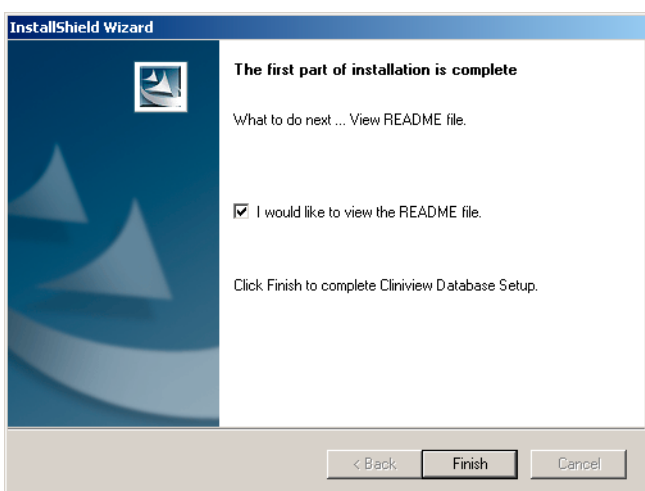 InstallShield Wizard
The first part of installation is complete
What to do next ... View README file.
I would like to view the README file.
Click Finish to complete Cliniview Database Setup.
< Back Finish Cancel